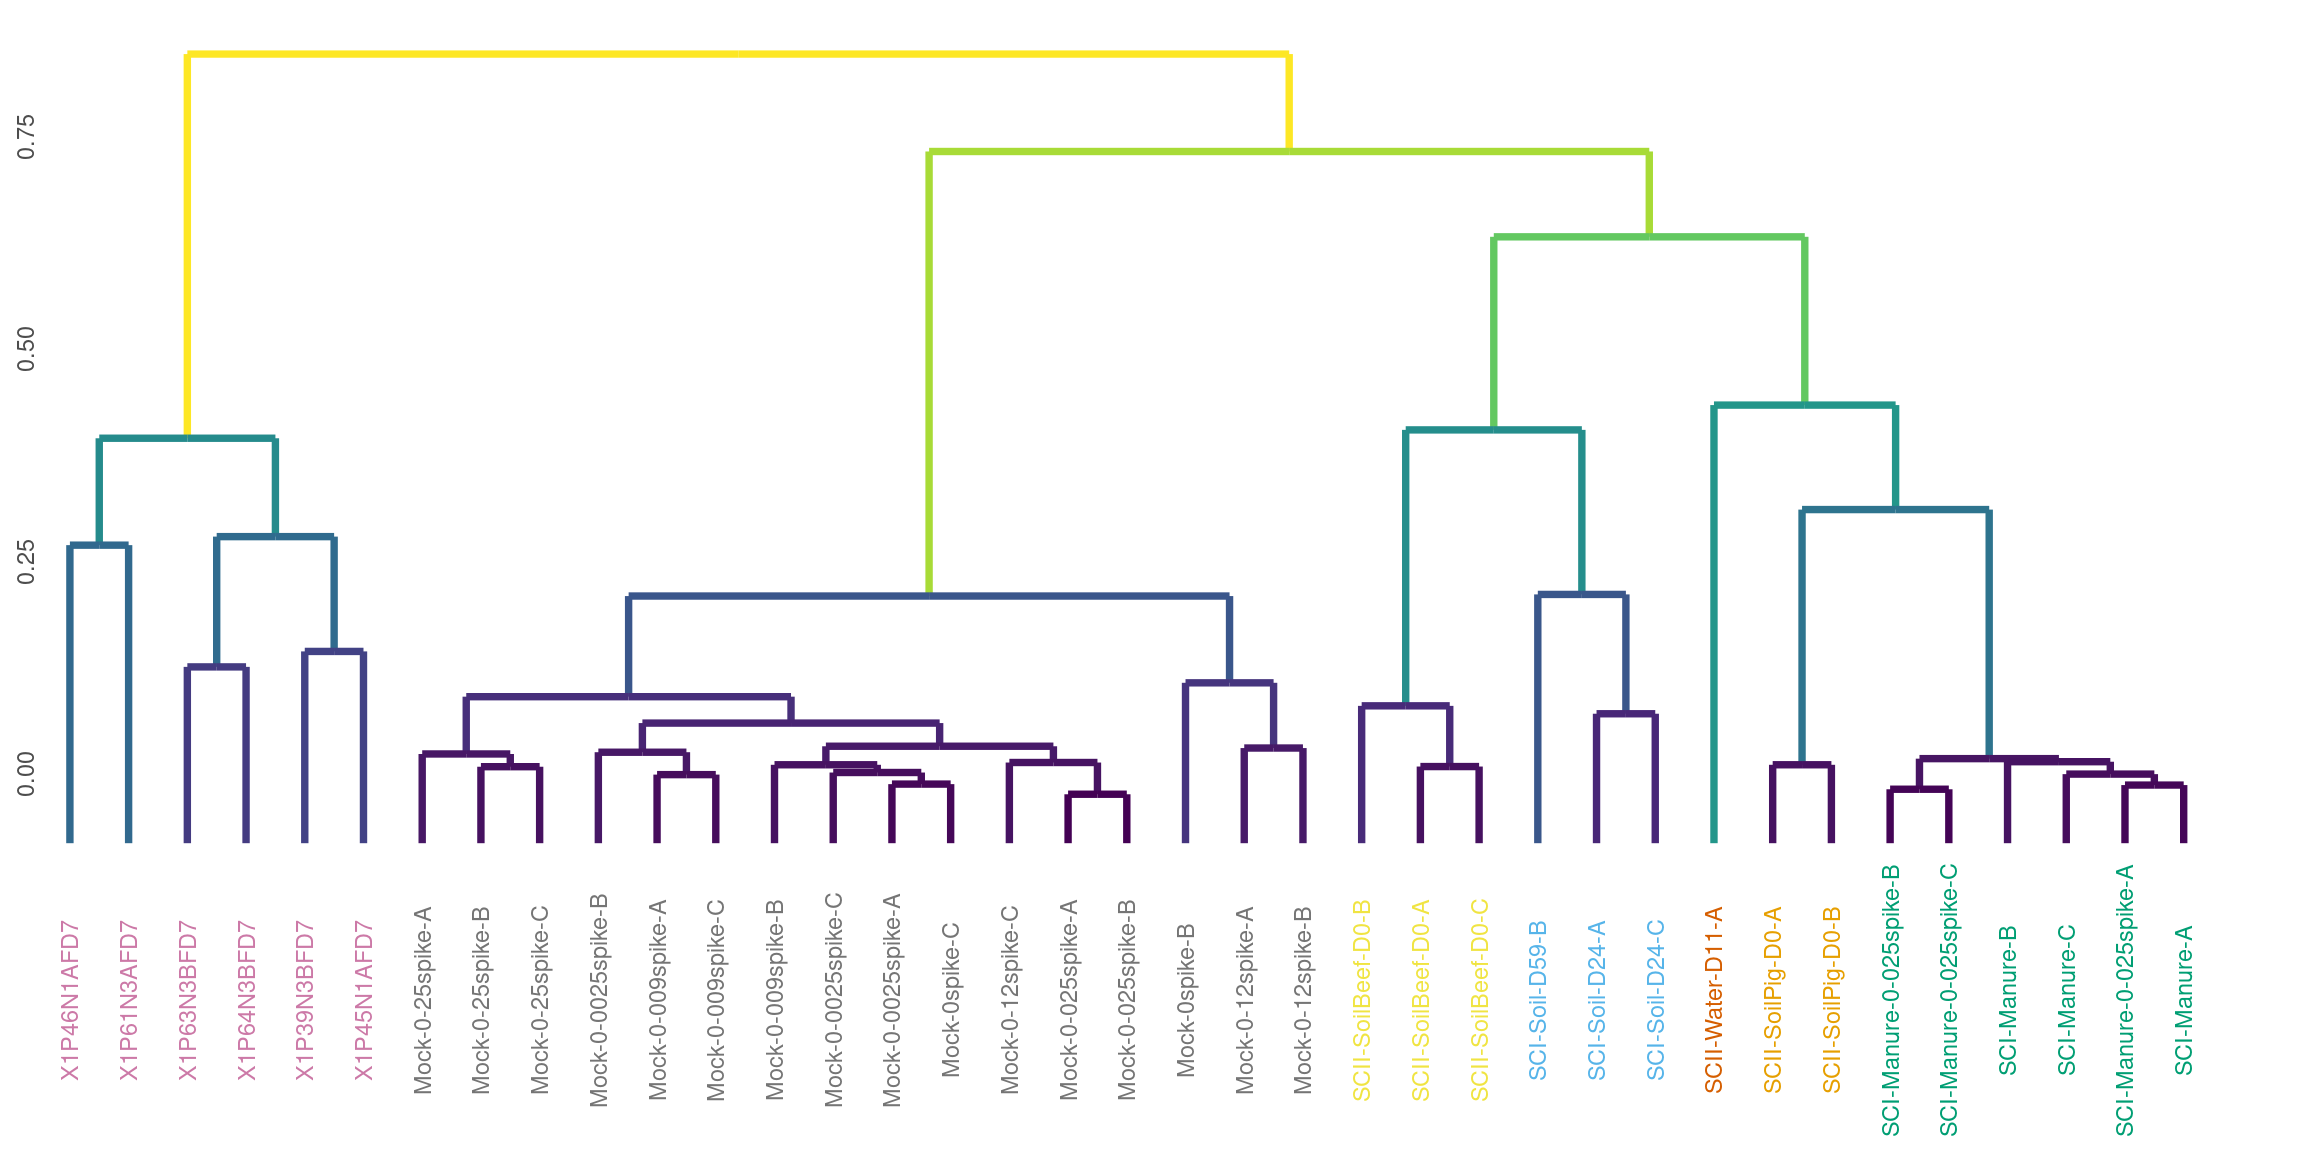 0.75
0.50
0.25
0.00
X1P46N1AFD7
X1P61N3AFD7
X1P63N3BFD7
X1P64N3BFD7
X1P39N3BFD7
X1P45N1AFD7
Mock-0-25spike-A
Mock-0-25spike-B
Mock-0-25spike-C
Mock-0-0025spike-B
Mock-0-009spike-A
Mock-0-009spike-C
Mock-0-009spike-B
Mock-0-0025spike-C
Mock-0-0025spike-A
Mock-0spike-C
Mock-0-12spike-C
Mock-0-025spike-A
Mock-0-025spike-B
Mock-0spike-B
Mock-0-12spike-A
Mock-0-12spike-B
SCII-SoilBeef-D0-B
SCII-SoilBeef-D0-A
SCII-SoilBeef-D0-C
SCI-Soil-D59-B
SCI-Soil-D24-A
SCI-Soil-D24-C
SCII-Water-D11-A
SCII-SoilPig-D0-A
SCII-SoilPig-D0-B
SCI-Manure-0-025spike-B
SCI-Manure-0-025spike-C
SCI-Manure-B
SCI-Manure-C
SCI-Manure-0-025spike-A
SCI-Manure-A